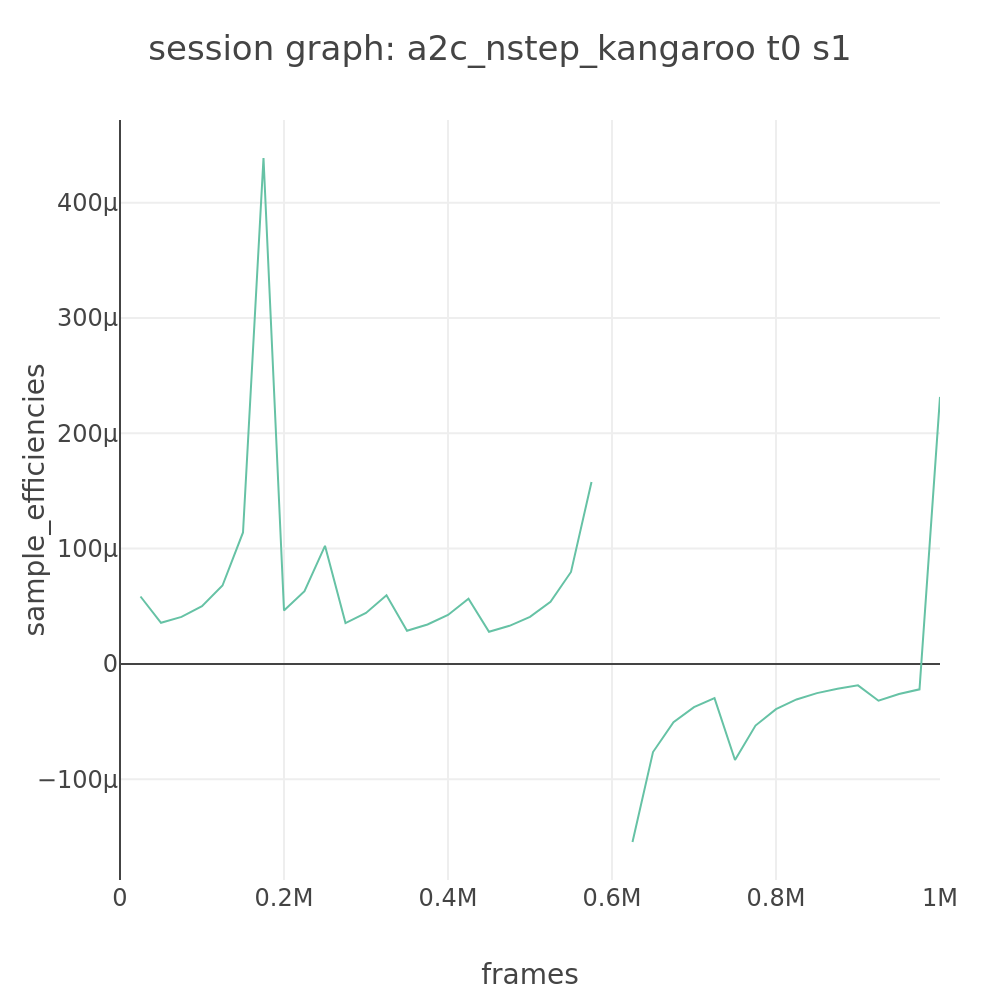 session graph: a2c_nstep_kangaroo t0 s1
sample_efficiencies
400μ
300μ
200μ
100μ
0
−100μ
0
0.2M
0.4M
0.6M
0.8M
1M
frames